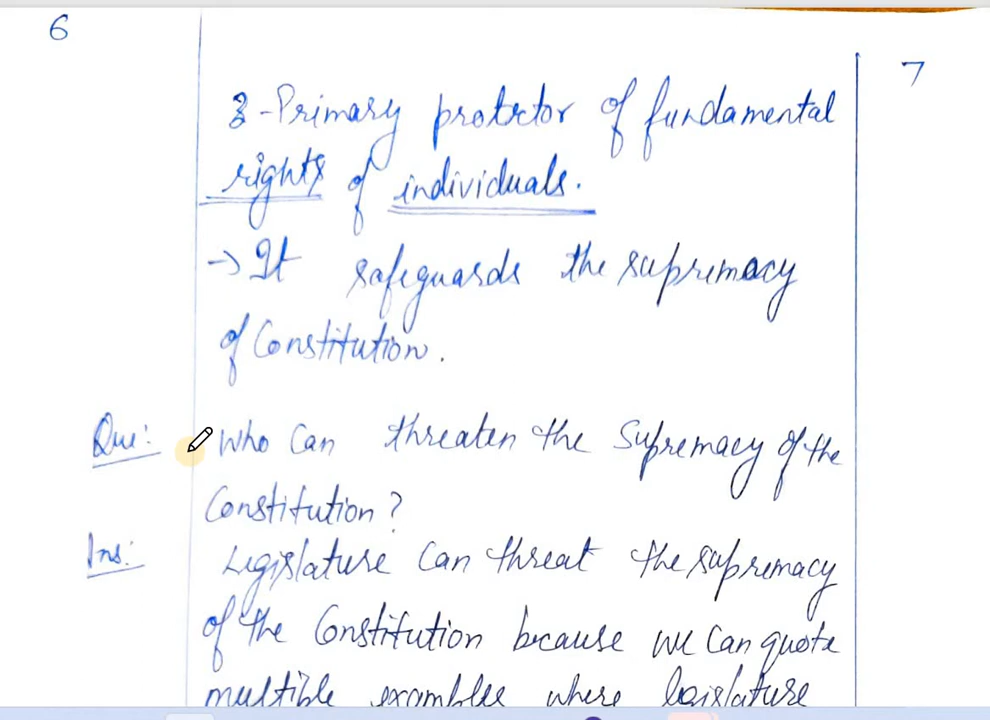 6
7
3-Primary protector of fundamental
rights of individuals.
→ It safeguards the supremacy
of Constitution.
Que: Who Can threaten the Supremacy of the
Constitution?
Ans: Legislature Can threat the supremacy
of the Constitution because we Can quote
multiple examples where legislature